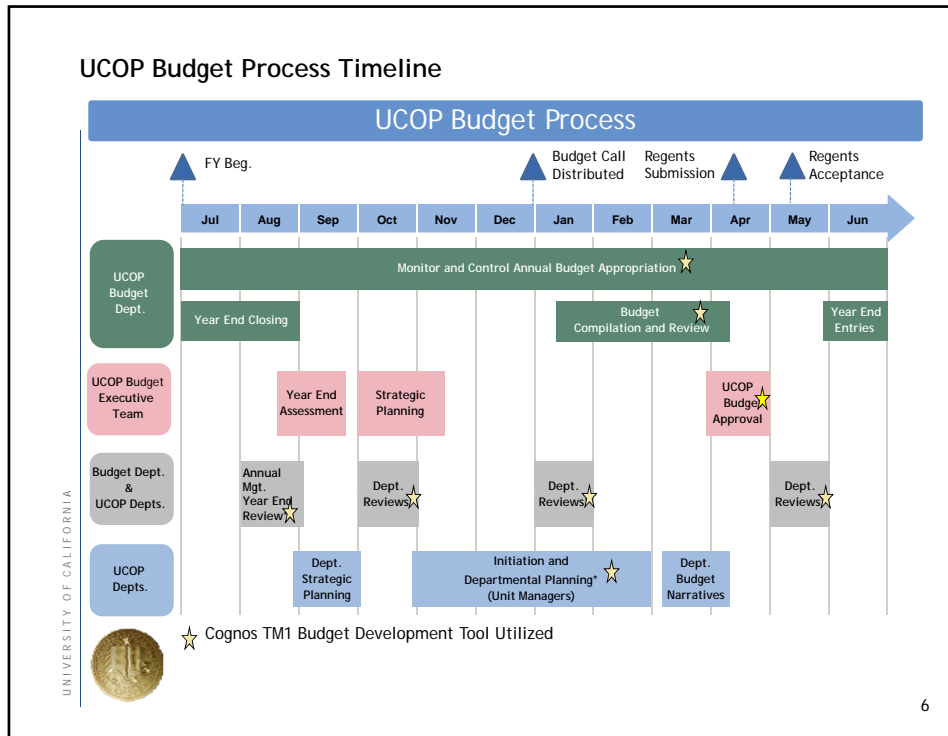 UCOP Budget Process Timeline
UCOP Budget Process
FY Beg.
Budget Call
Distributed
Regents
Submission
Regents
Acceptance
Jul Aug Sep Oct Nov Dec Jan Feb Mar Apr May Jun
UCOP
Budget
Dept.
Monitor and Control Annual Budget Appropriation
Year End Closing
Budget
Compilation and Review
Year End
Entries
UCOP Budget
Executive
Team
Year End
Assessment
Strategic
Planning
UCOP
Budget
Approval
Budget Dept.
&
UCOP Depts.
Annual
Mgt.
Year End
Review
Dept.
Reviews
Dept.
Reviews
Dept.
Reviews
UCOP
Depts.
Dept.
Strategic
Planning
Initiation and
Departmental Planning*
(Unit Managers)
Dept.
Budget
Narratives
Cognos TM1 Budget Development Tool Utilized
UNIVERSITY OF CALIFORNIA
6